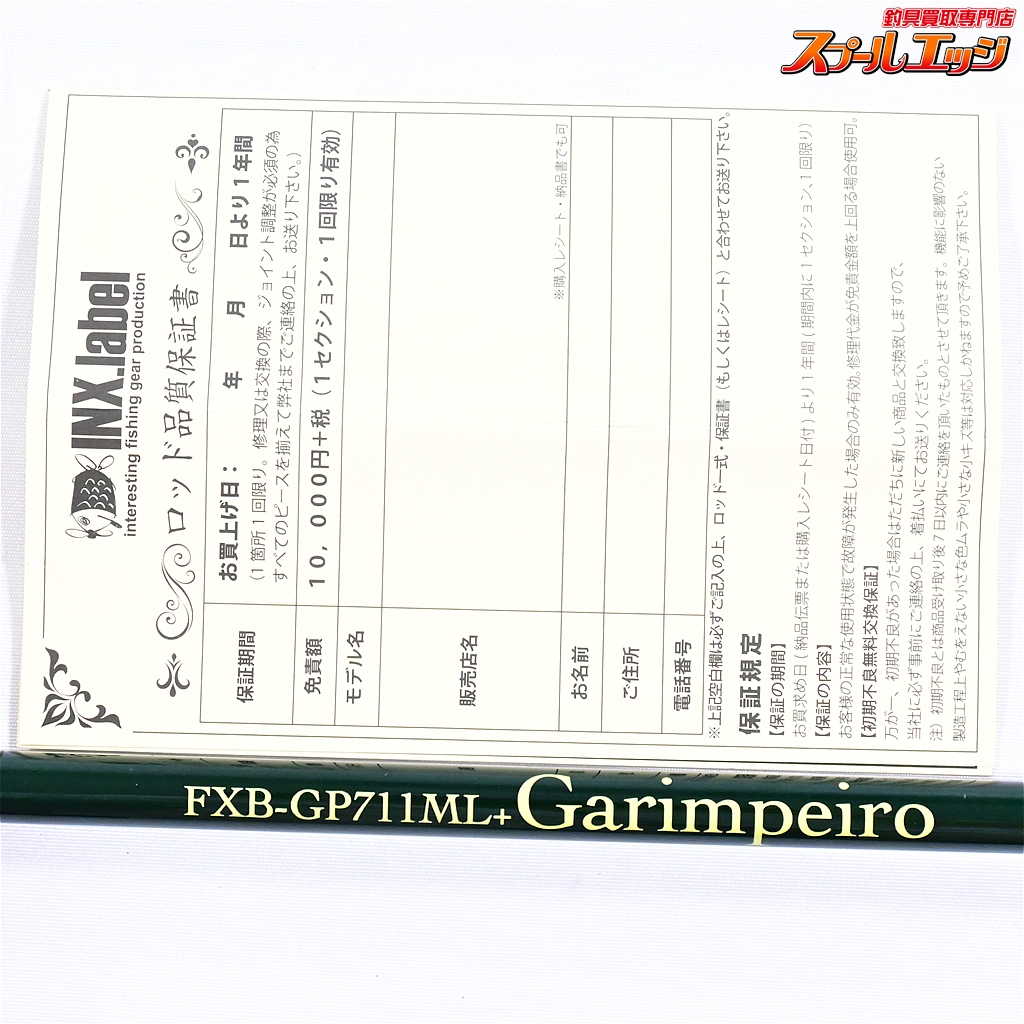 釣具買取専門店
スプールエッジ
INX.label
interesting fishing gear production
ロッド品質保証書
保証期間
お買上げ日： 年 月 日より1年間
（1箇所1回限り。修理又は交換の際、ジョイント調整が必須の為
すべてのピースを揃えて弊社までご連絡の上、お送り下さい。）
免責額
10，000円＋税（1セクション・1回限り有効）
モデル名
販売店名
※購入レシート・納品書でも可
お名前
ご住所
電話番号
※上記空白欄は必ずご記入の上、ロッド一式・保証書（もしくはレシート）と合わせてお送り下さい。
保証規定
【保証の期間】
お買求め日（納品伝票または購入レシート日付）より1年間（期間内に1セクション、1回限り）
【保証の内容】
お客様の正常な使用状態で故障が発生した場合のみ有効。修理代金が免責金額を上回る場合使用可。
【初期不良無料交換保証】
万が一、初期不良があった場合はただちに新しい商品と交換致しますので、
当社に必ず事前にご連絡の上、着払いにてお送りください。
注）初期不良とは商品受け取り後7日以内にご連絡を頂いたものとさせて頂きます。機能に影響のない
製造工程上やむをえない小さな色ムラや小さな小キズ等は対応しかねますので予めご了承下さい。
FXB-GP711ML+ Garimpeiro